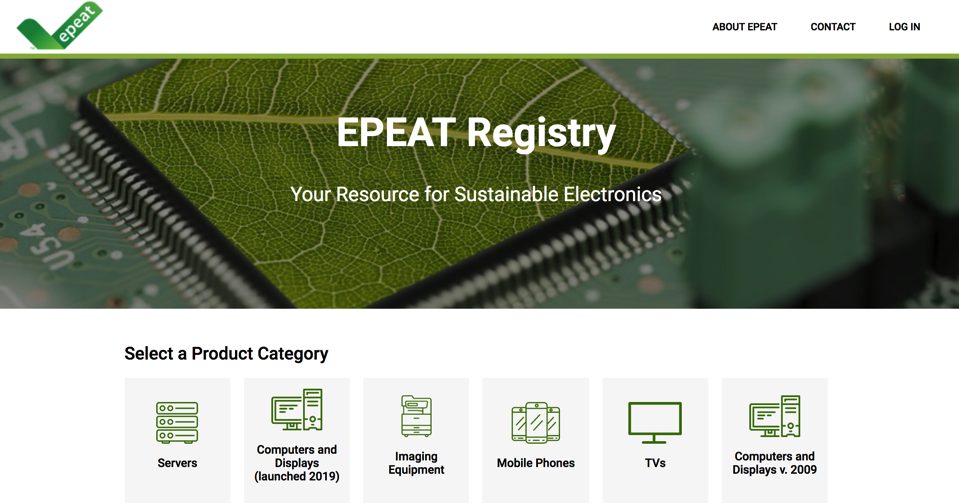 epeat
ABOUT EPEAT
CONTACT
LOG IN
EPEAT Registry
Your Resource for Sustainable Electronics
U54
Select a Product Category
Servers
Computers and
Displays
(launched 2019)
Imaging
Equipment
Mobile Phones
TVs
Computers and
Displays v. 2009